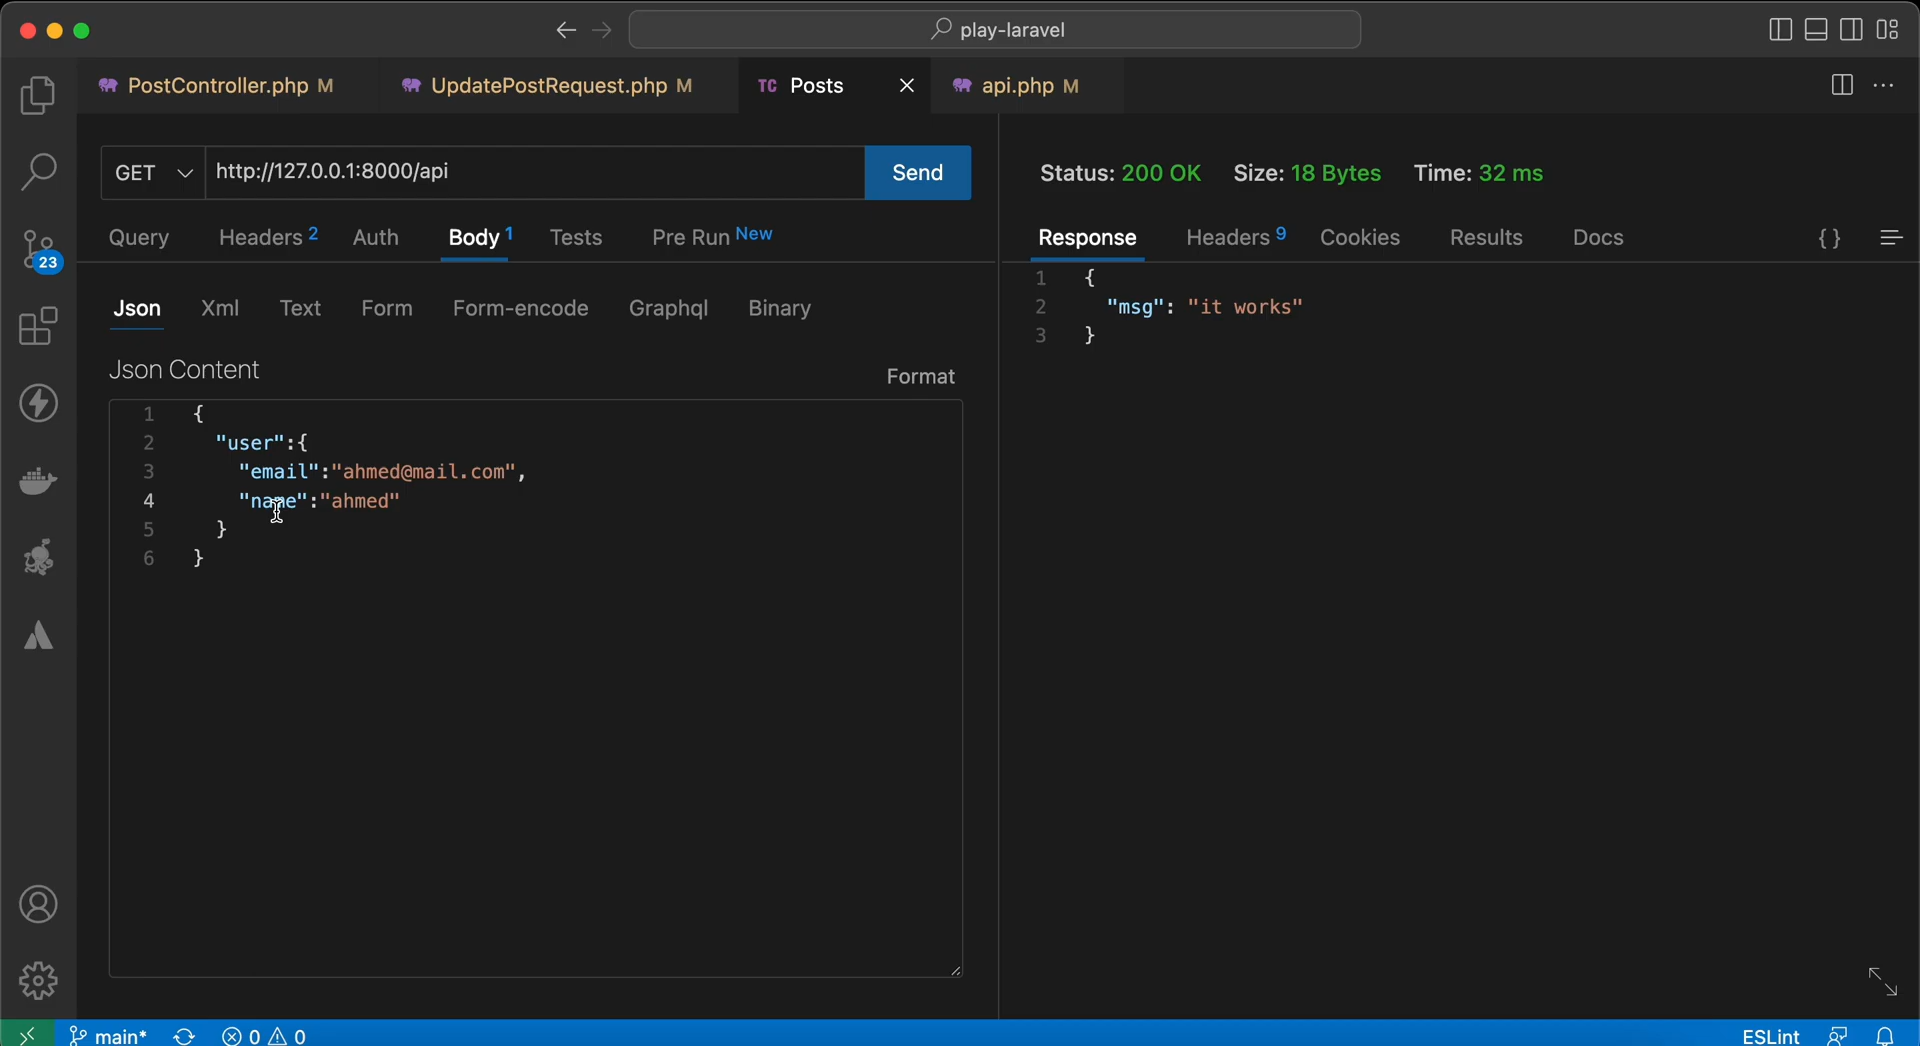 play-laravel
PostController.php M
UpdatePostRequest.php M
TC Posts
api.php M
GET
http://127.0.0.1:8000/api
Send
Status: 200 OK Size: 18 Bytes Time: 32 ms
Query Headers 2 Auth Body 1 Tests Pre Run New
Response Headers 9 Cookies Results Docs { }
23
Json Xml Text Form Form-encode Graphql Binary
Json Content
Format
1 {
2 "user":{
3 "email":"ahmed@mail.com",
4 "name":"ahmed"
5 }
6 }
1 {
2 "msg": "it works"
3 }
main* 0 0
ESLint